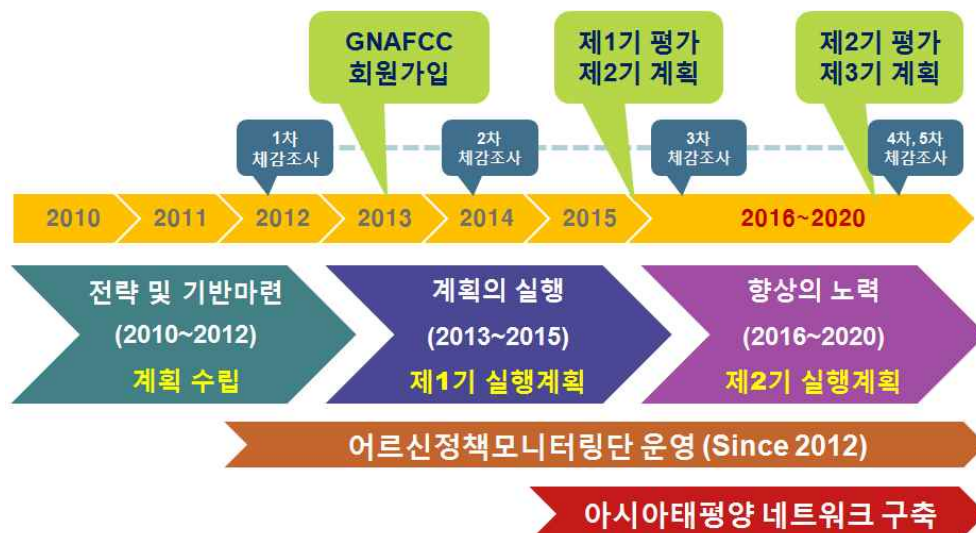 GNAFCC
회원가입
제1기 평가
제2기 계획
제2기 평가
제3기 계획
1차
체감조사
2차
체감조사
3차
체감조사
4차, 5차
체감조사
2010
2011
2012
2013
2014
2015
2016~2020
전략 및 기반마련
(2010~2012)
계획 수립
계획의 실행
(2013~2015)
제1기 실행계획
향상의 노력
(2016~2020)
제2기 실행계획
어르신정책모니터링단 운영 (Since 2012)
아시아태평양 네트워크 구축